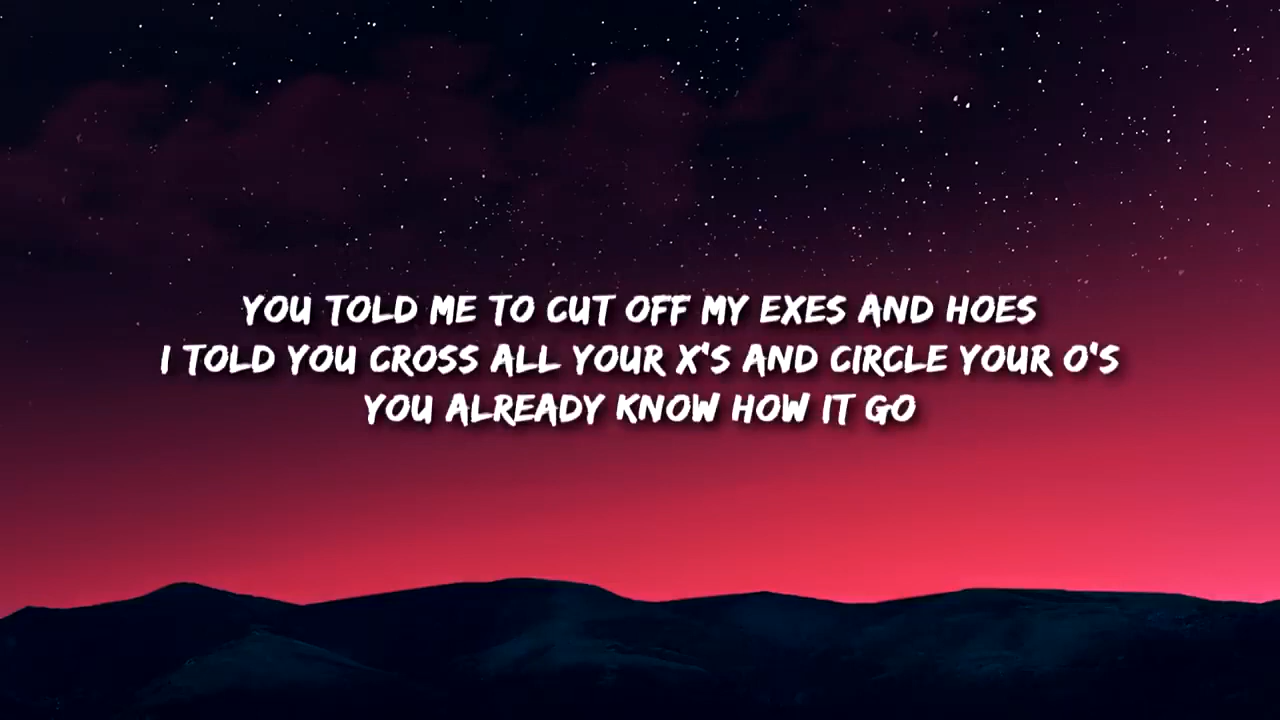 YOU TOLD ME TO CUT OFF MY EXES AND HOES
I TOLD YOU CROSS ALL YOUR X'S AND CIRCLE YOUR O'S
YOU ALREADY KNOW HOW IT GO